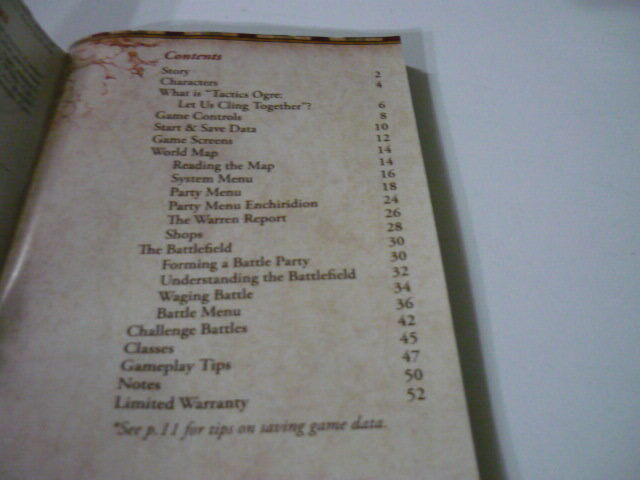 Contents
Story 2
Characters 4
What is "Tactics Ogre:
Let Us Cling Together"? 6
Game Controls 8
Start & Save Data 10
Game Screens 12
World Map 14
Reading the Map 14
System Menu 16
Party Menu 18
Party Menu Enchiridion 24
The Warren Report 26
Shops 28
The Battlefield 30
Forming a Battle Party 30
Understanding the Battlefield 32
Waging Battle 34
Battle Menu 36
Challenge Battles 42
Classes 45
Gameplay Tips 47
Notes 50
Limited Warranty 52
*See p.11 for tips on saving game data.